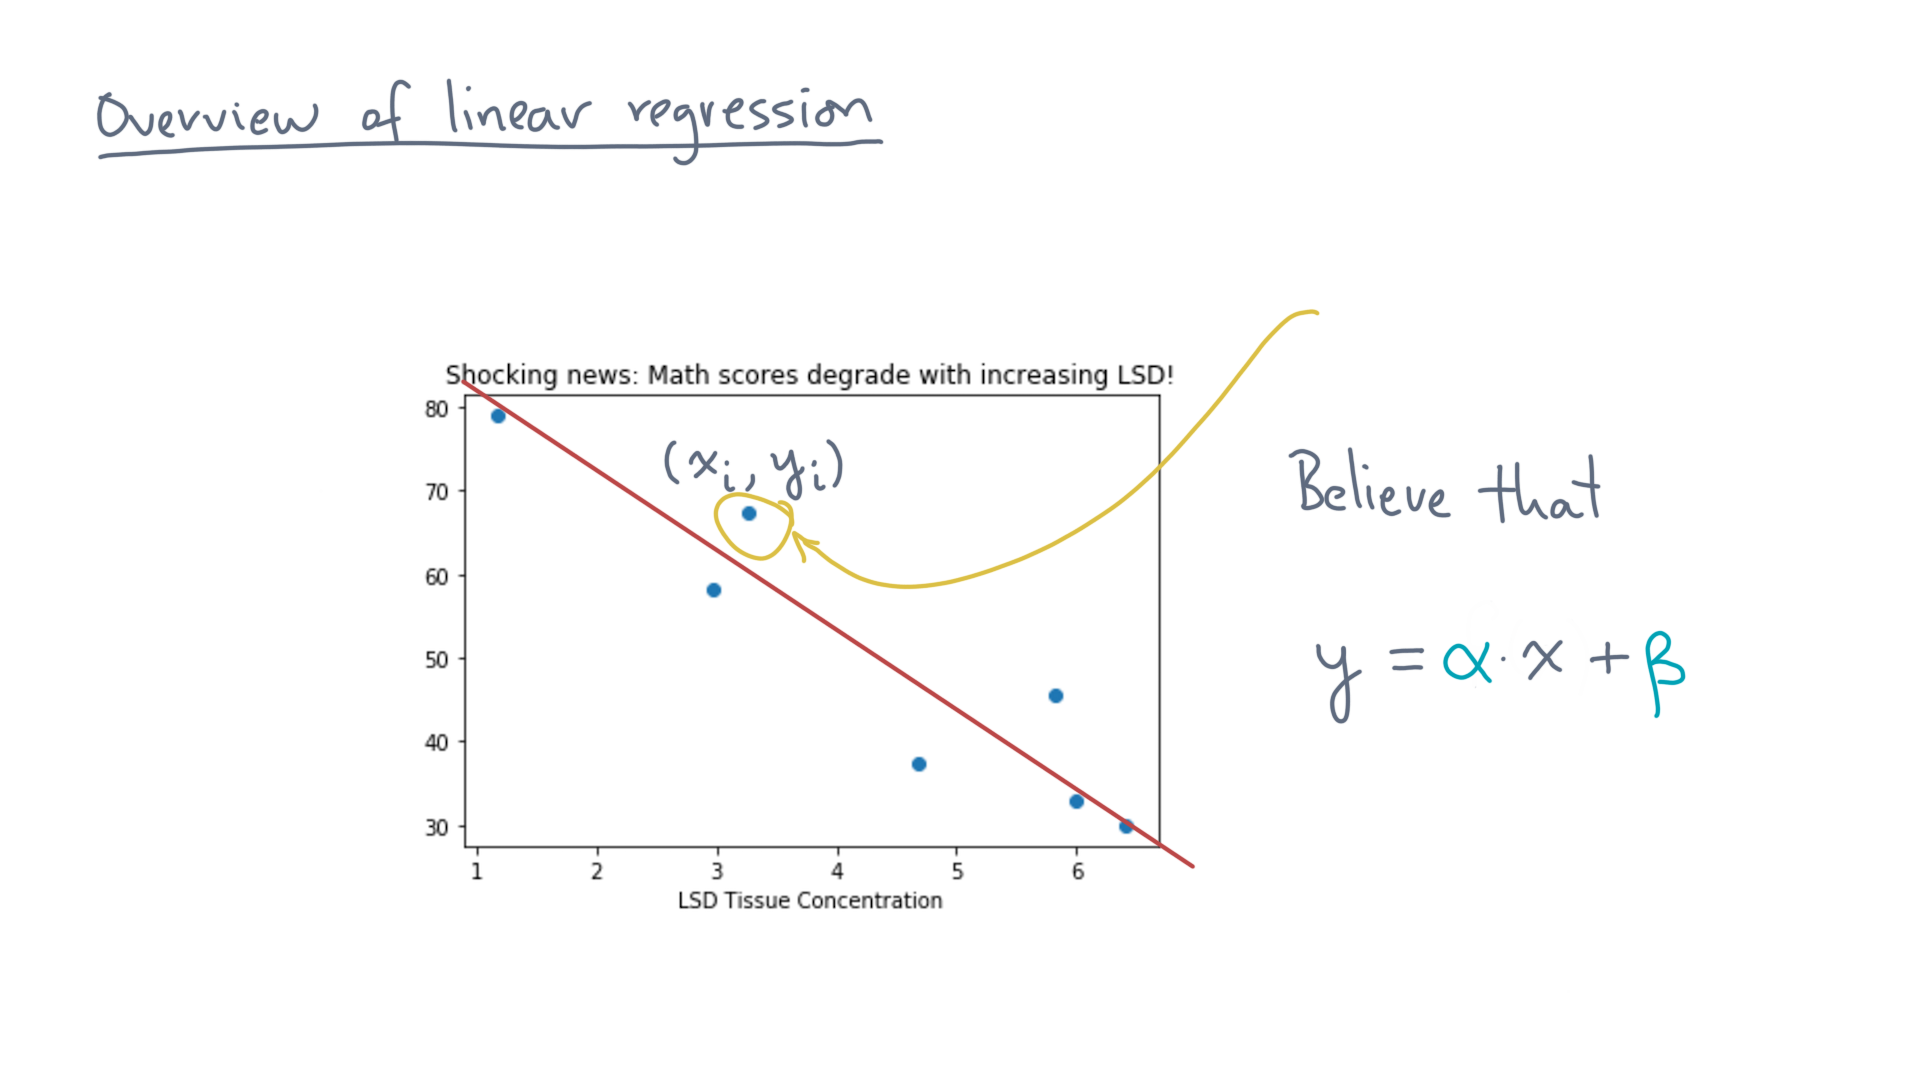 Overview of linear regression
Shocking news: Math scores degrade with increasing LSD!
80
70
60
50
40
30
(xᵢ, yᵢ)
1 2 3 4 5 6
LSD Tissue Concentration
Believe that
y = α · x + β